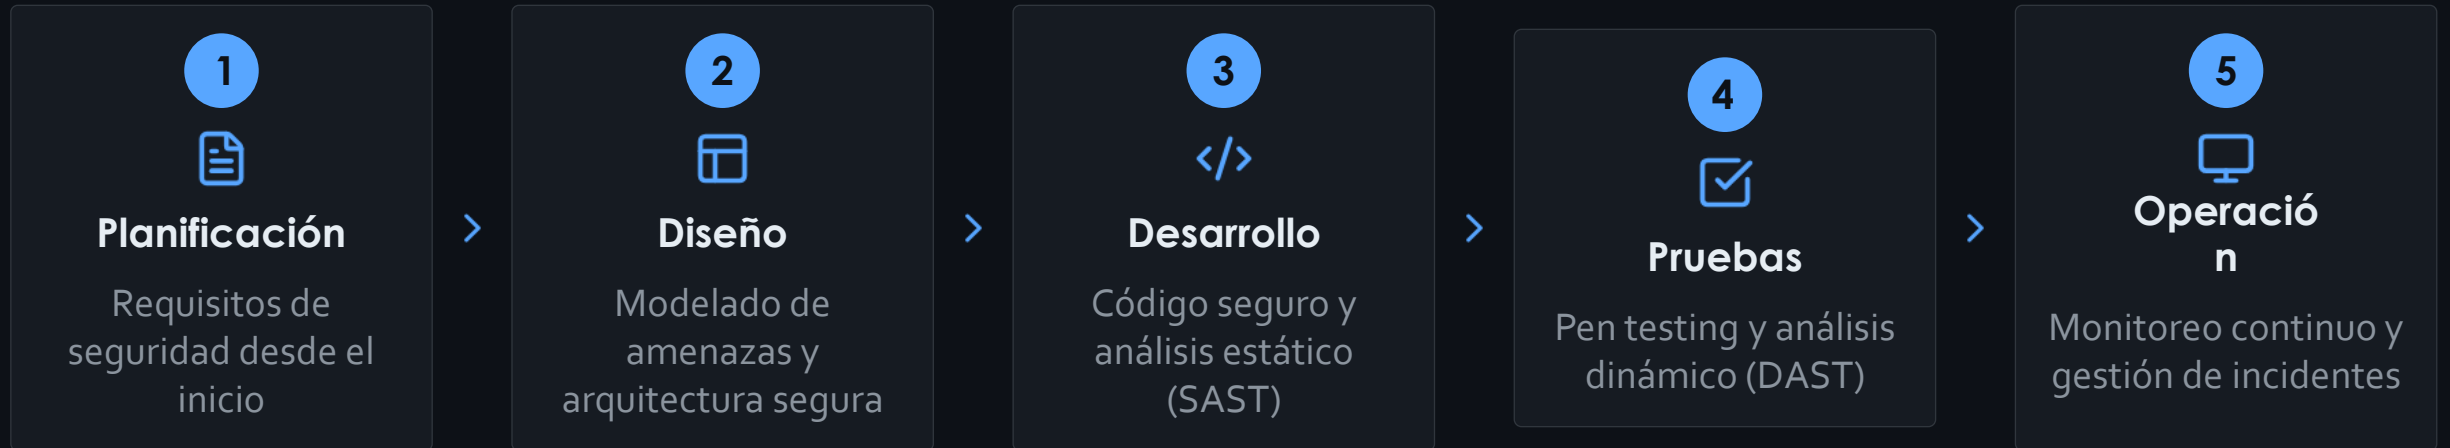 1
Planificación
Requisitos de
seguridad desde el
inicio
2
Diseño
Modelado de
amenazas y
arquitectura segura
3
Desarrollo
Código seguro y
análisis estático
(SAST)
4
Pruebas
Pen testing y análisis
dinámico (DAST)
5
Operació
n
Monitoreo continuo y
gestión de incidentes